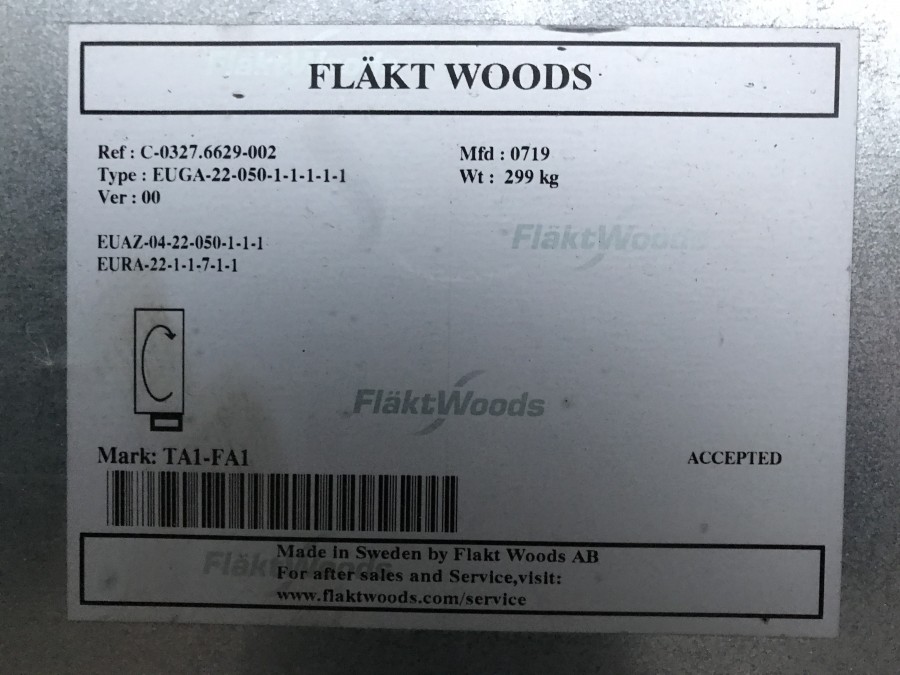 FLÄKT WOODS
Ref : C-0327.6629-002
Mfd : 0719
Type : EUGA-22-050-1-1-1-1-1
Wt : 299 kg
Ver : 00
EUAZ-04-22-050-1-1-1
FläktWoods
EURA-22-1-1-7-1-1
FläktWoods
Mark: TA1-FA1
ACCEPTED
Made in Sweden by Flakt Woods AB
For after sales and Service,visit:
www.flaktwoods.com/service